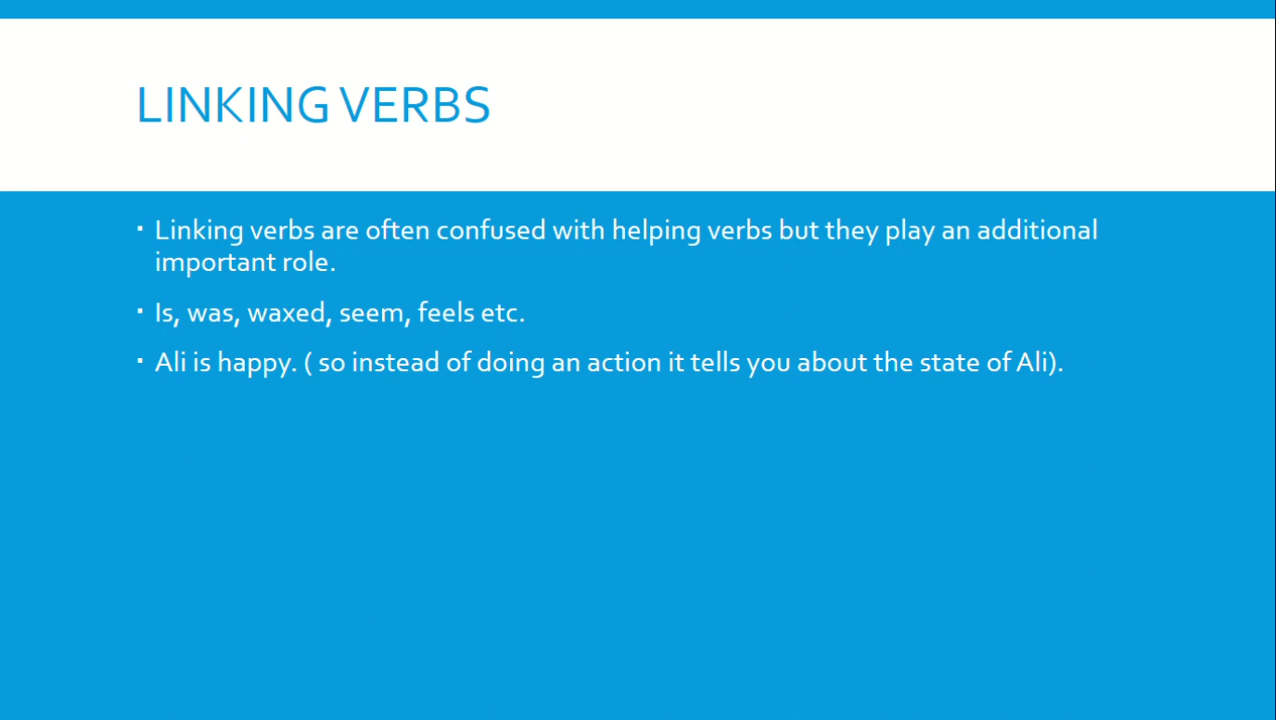 LINKING VERBS
▪ Linking verbs are often confused with helping verbs but they play an additional
important role.
▪ Is, was, waxed, seem, feels etc.
▪ Ali is happy. ( so instead of doing an action it tells you about the state of Ali).